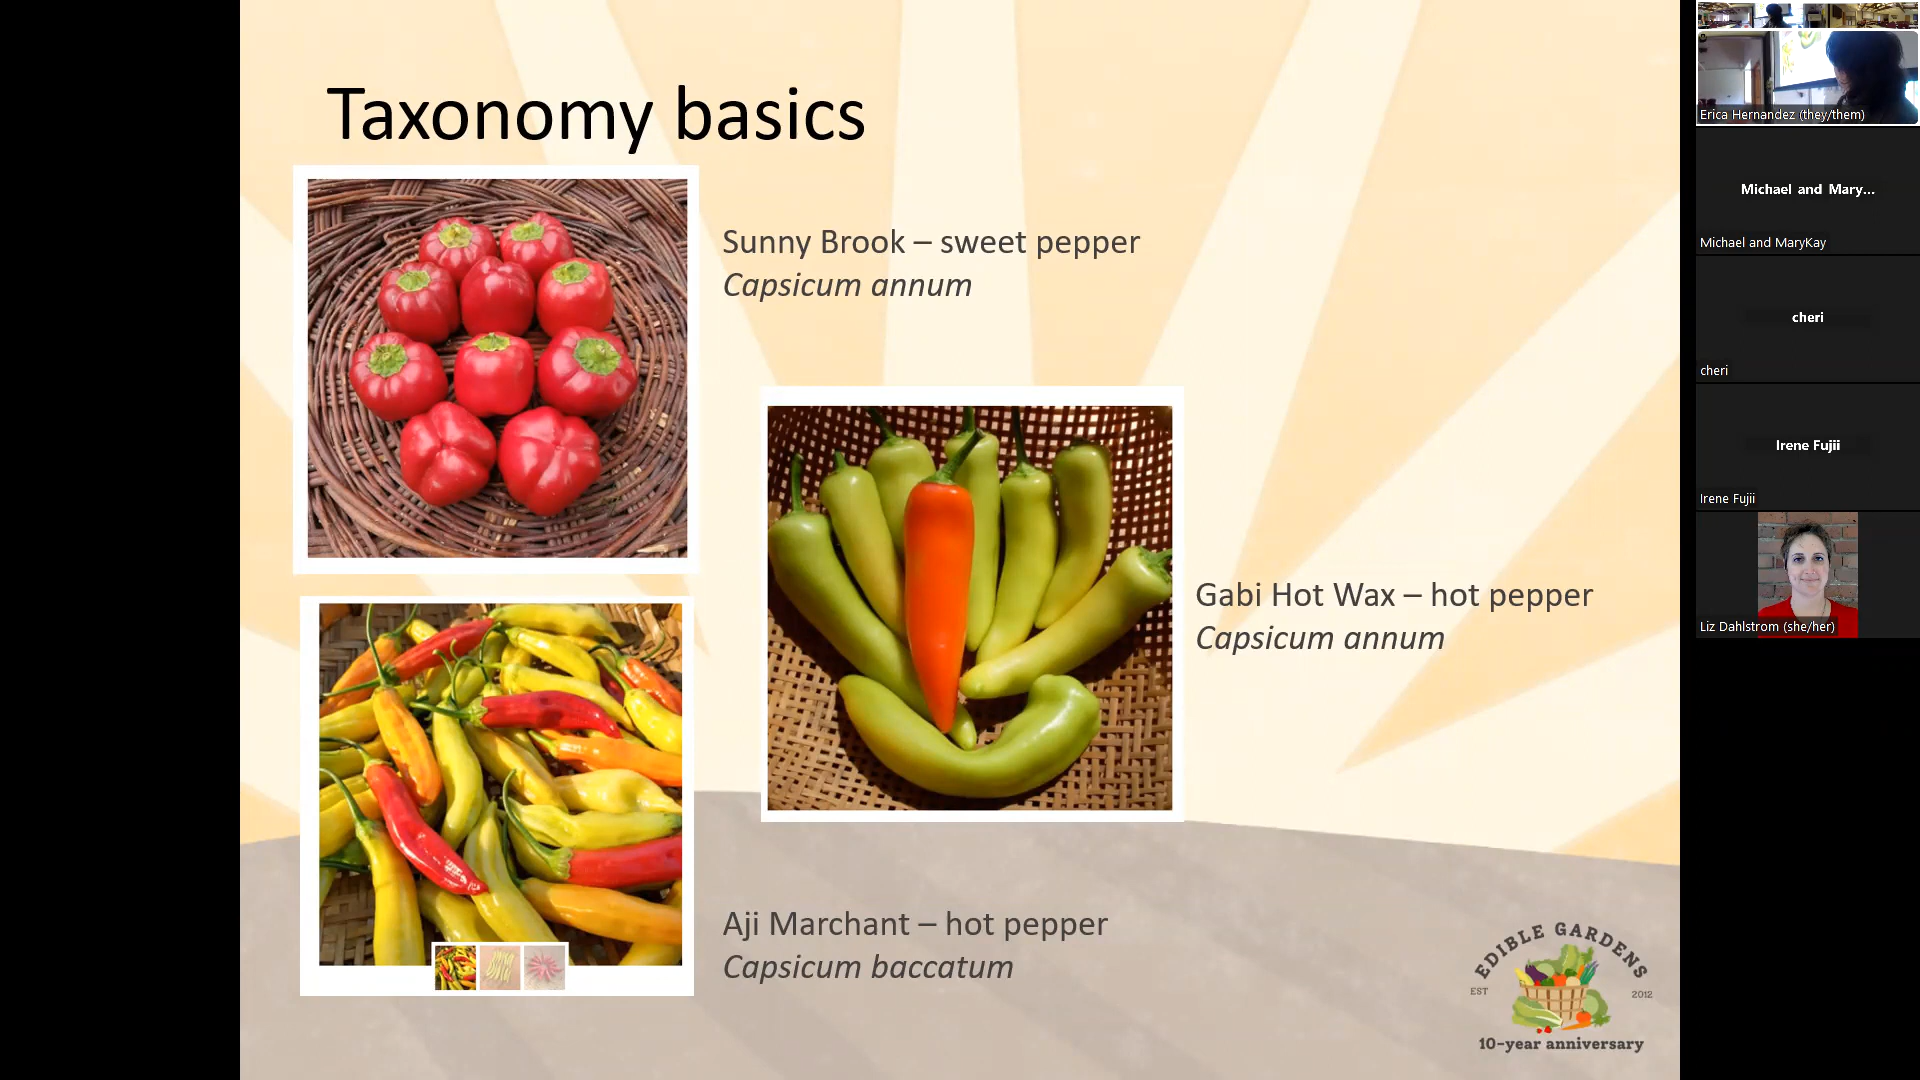 Taxonomy basics
Sunny Brook – sweet pepper
Capsicum annum
Gabi Hot Wax – hot pepper
Capsicum annum
Aji Marchant – hot pepper
Capsicum baccatum
EDIBLE GARDENS
EST 2012
10-year anniversary
Erica Hernandez (they/them)
Michael and Mary...
Michael and MaryKay
cheri
cheri
Irene Fujii
Irene Fujii
Liz Dahlstrom (she/her)